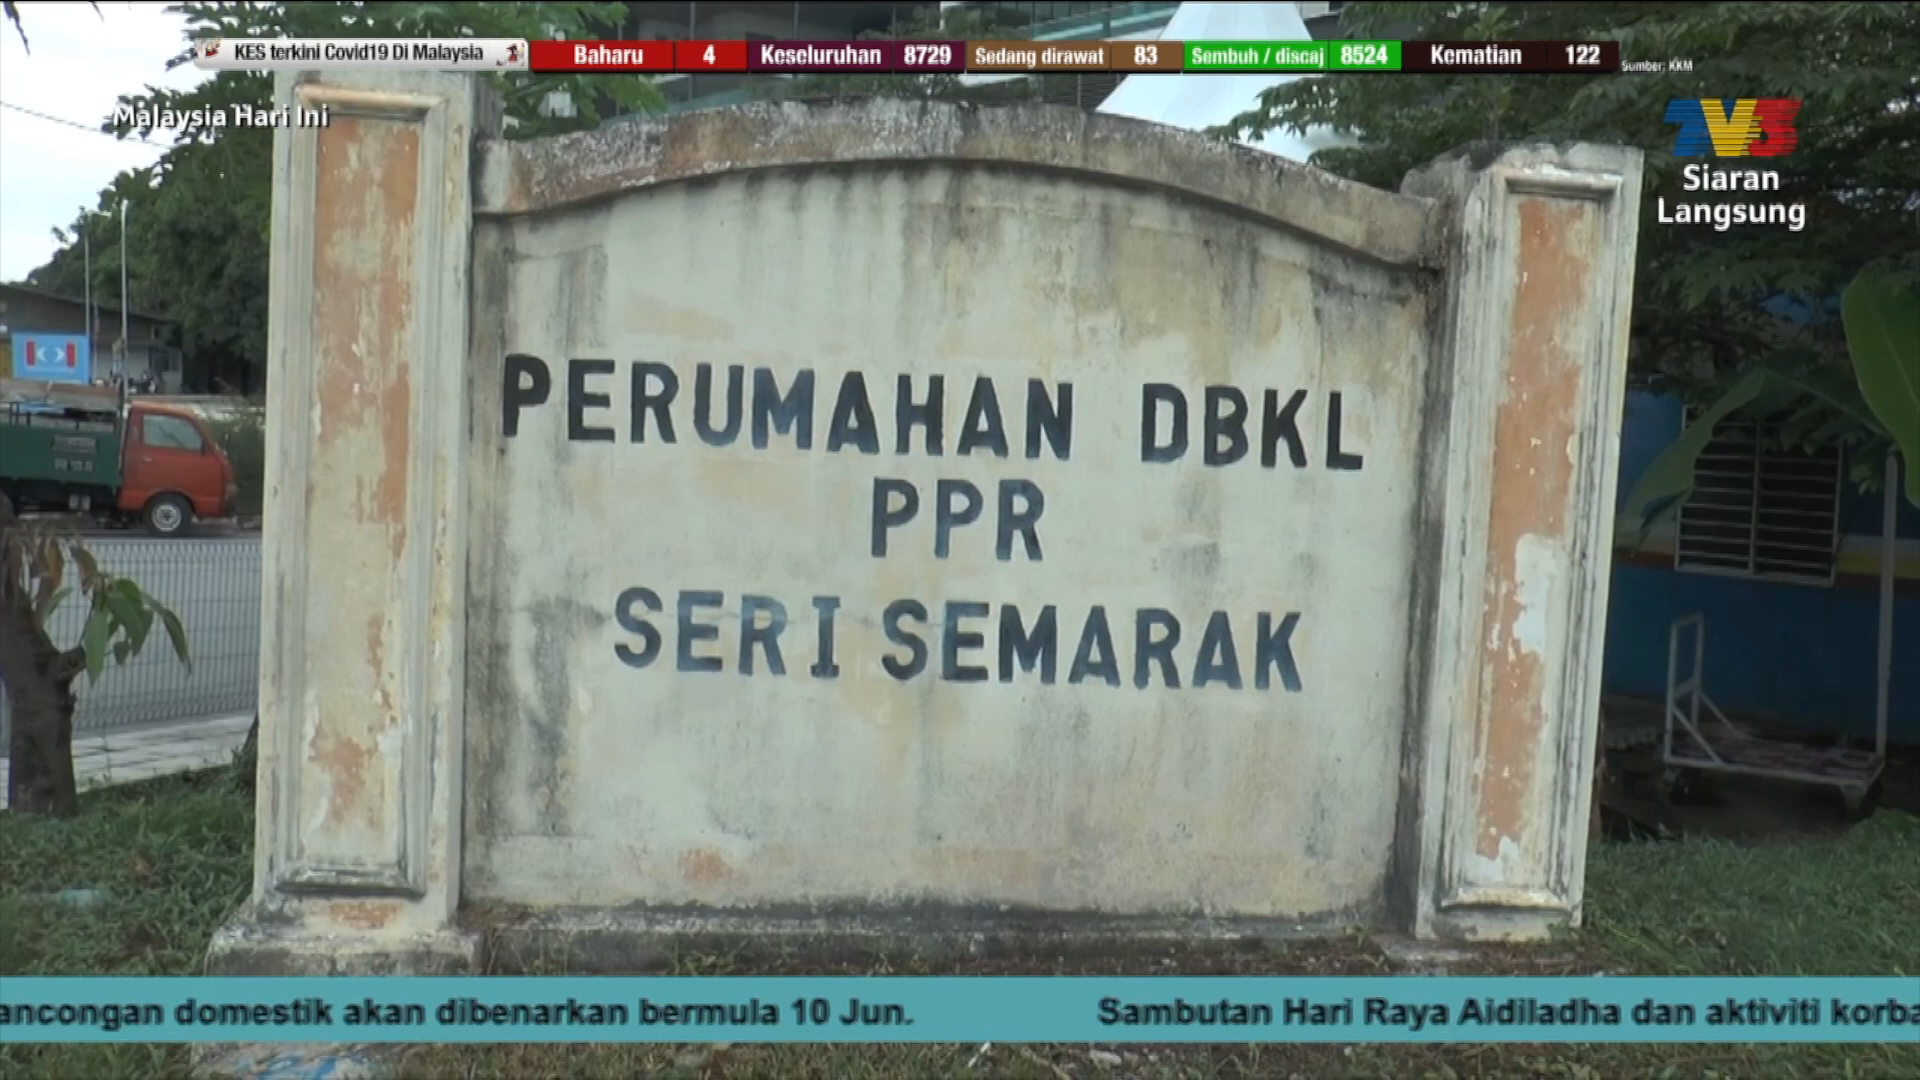 KES terkini Covid19 Di Malaysia Baharu 4 Keseluruhan 8729 Sedang dirawat 83 Sembuh / discaj 8524 Kematian 122 Sumber: KKM
Malaysia Hari Ini
TV3
Siaran
Langsung
PERUMAHAN DBKL
PPR
SERI SEMARAK
ancongan domestik akan dibenarkan bermula 10 Jun. Sambutan Hari Raya Aidiladha dan aktiviti korba